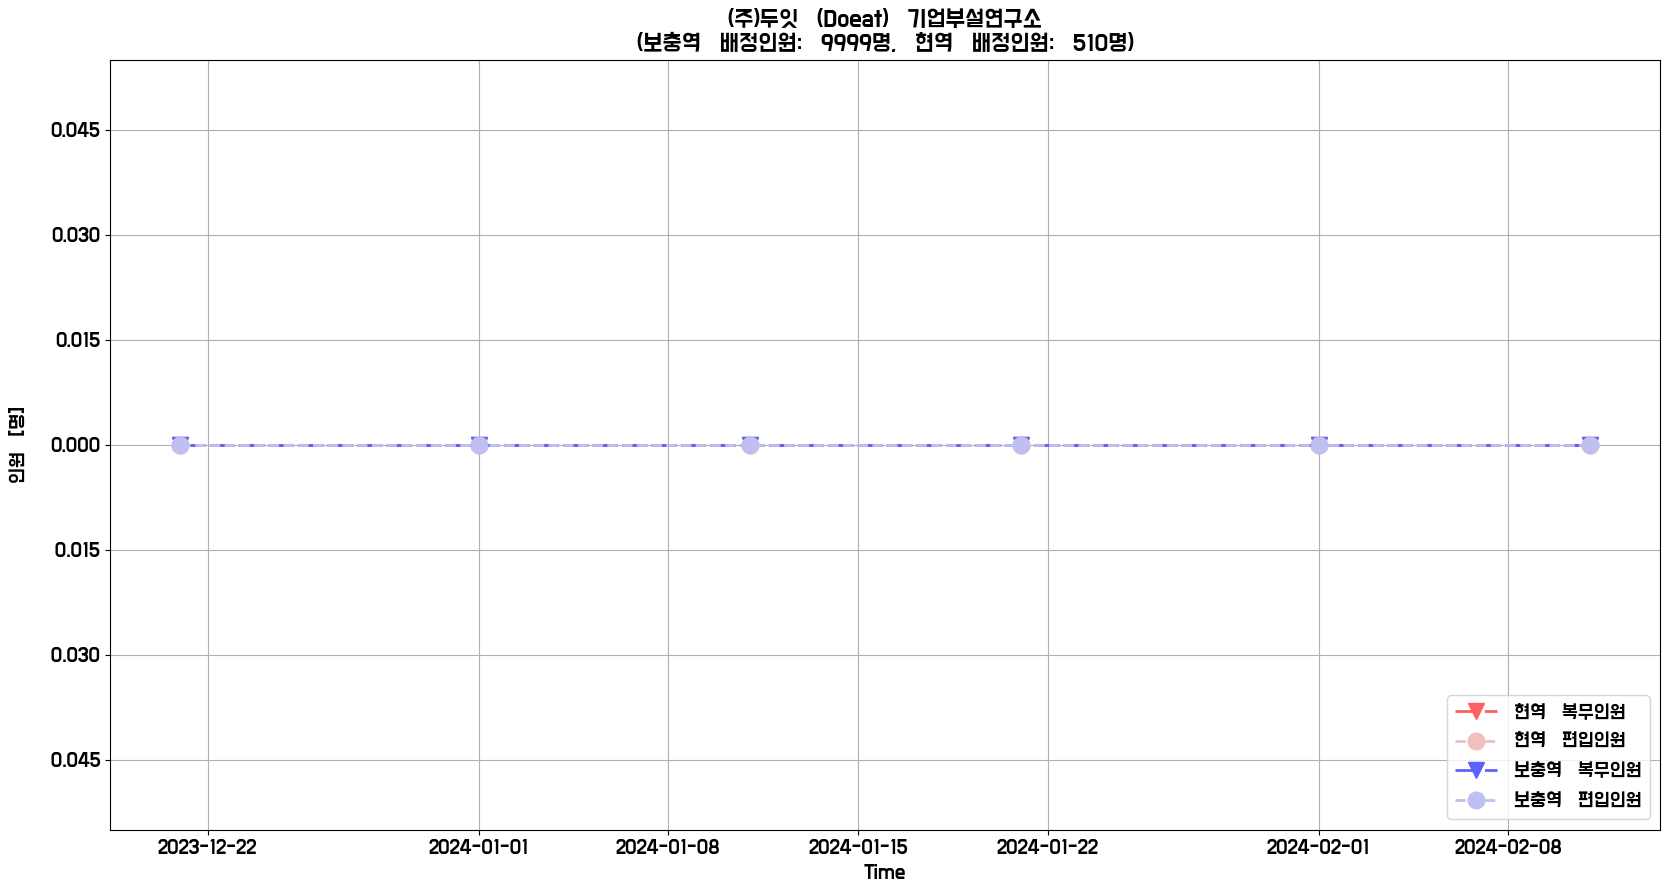 (주)두잇 (Doeat) 기업부설연구소
(보충역 배정인원: 9999명, 현역 배정인원: 510명)
인원 [명]
0.045
0.030
0.015
0.000
0.015
0.030
0.045
현역 복무인원
현역 편입인원
보충역 복무인원
보충역 편입인원
2023-12-22 2024-01-01 2024-01-08 2024-01-15 2024-01-22 2024-02-01 2024-02-08
Time